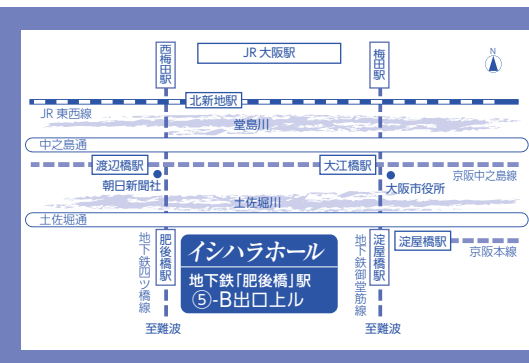 JR 大阪駅
西梅田駅
梅田駅
N
北新地駅
JR 東西線
堂島川
中之島通
渡辺橋駅
大江橋駅
京阪中之島線
朝日新聞社
大阪市役所
土佐堀川
土佐堀通
地下鉄四ツ橋線
肥後橋駅
イシハラホール
地下鉄「肥後橋」駅
⑤-B出口上ル
地下鉄御堂筋線
淀屋橋駅
淀屋橋駅
京阪本線
至難波
至難波